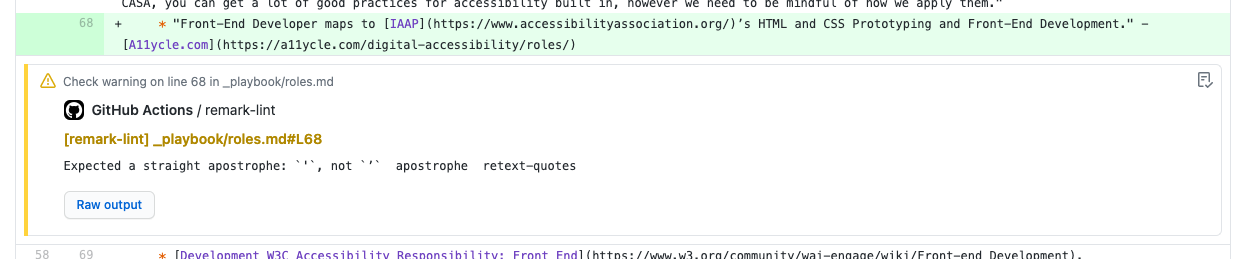 CASA, you can get a lot of good practices for accessibility built in, however we need to be mindful of how we apply them."
68 + * "Front-End Developer maps to [IAAP](https://www.accessibilityassociation.org/)’s HTML and CSS Prototyping and Front-End Development." –
[A11ycle.com](https://a11ycle.com/digital-accessibility/roles/)
Check warning on line 68 in _playbook/roles.md
GitHub Actions / remark-lint
[remark-lint] _playbook/roles.md#L68
Expected a straight apostrophe: `'`, not `’` apostrophe retext-quotes
Raw output
58 69 * [Development W3C Accessibility Responsibility: Front End](https://www.w3.org/community/wai-engage/wiki/Front-end_Development).